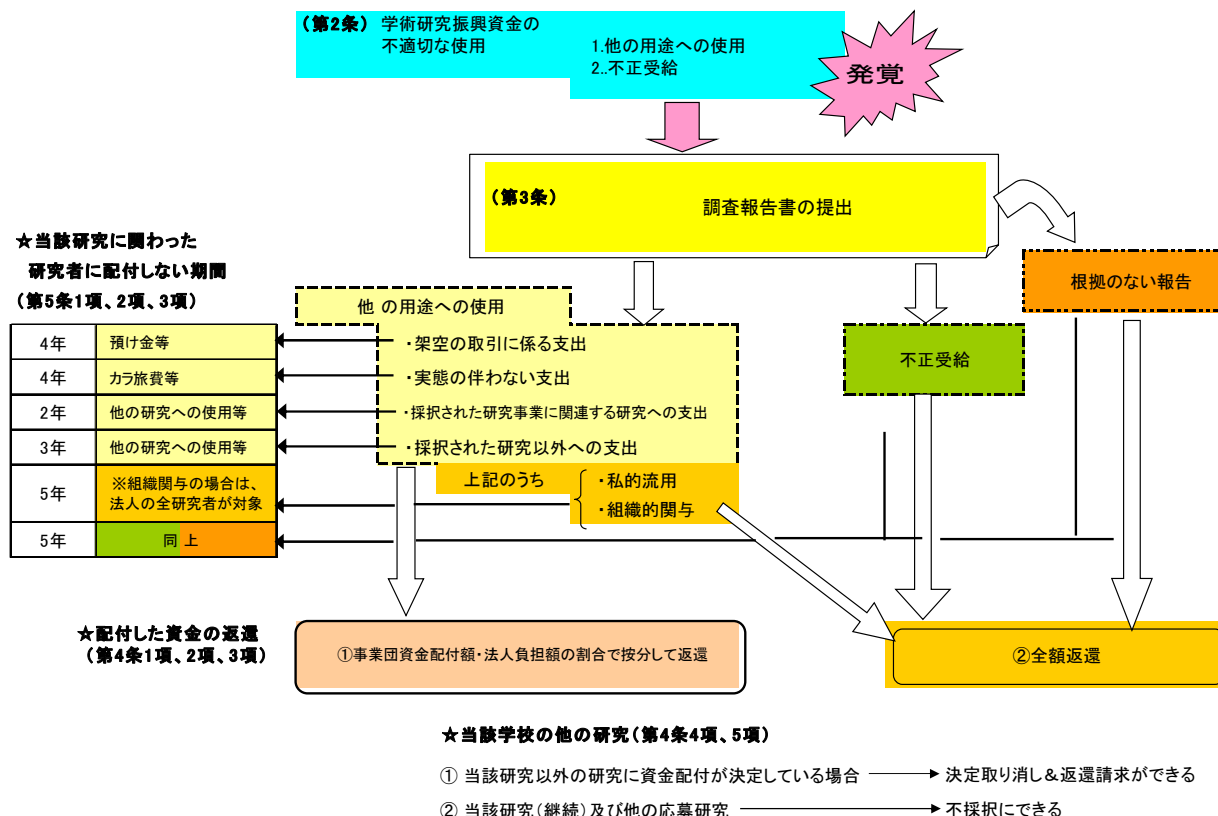 (第2条) 学術研究振興資金の
不適切な使用
1.他の用途への使用
2..不正受給
発覚
(第3条)
調査報告書の提出
★当該研究に関わった
研究者に配付しない期間
(第5条1項、2項、3項)
根拠のない報告
他 の用途への使用
不正受給
4年 預け金等
・架空の取引に係る支出
4年 カラ旅費等
・実態の伴わない支出
2年 他の研究への使用等
・採択された研究事業に関連する研究への支出
3年 他の研究への使用等
・採択された研究以外への支出
5年 ※組織関与の場合は、
法人の全研究者が対象
上記のうち
・私的流用
・組織的関与
5年 同 上
★配付した資金の返還
(第4条1項、2項、3項)
①事業団資金配付額・法人負担額の割合で按分して返還
②全額返還
★当該学校の他の研究(第4条4項、5項)
① 当該研究以外の研究に資金配付が決定している場合 決定取り消し&返還請求ができる
② 当該研究(継続)及び他の応募研究 不採択にできる